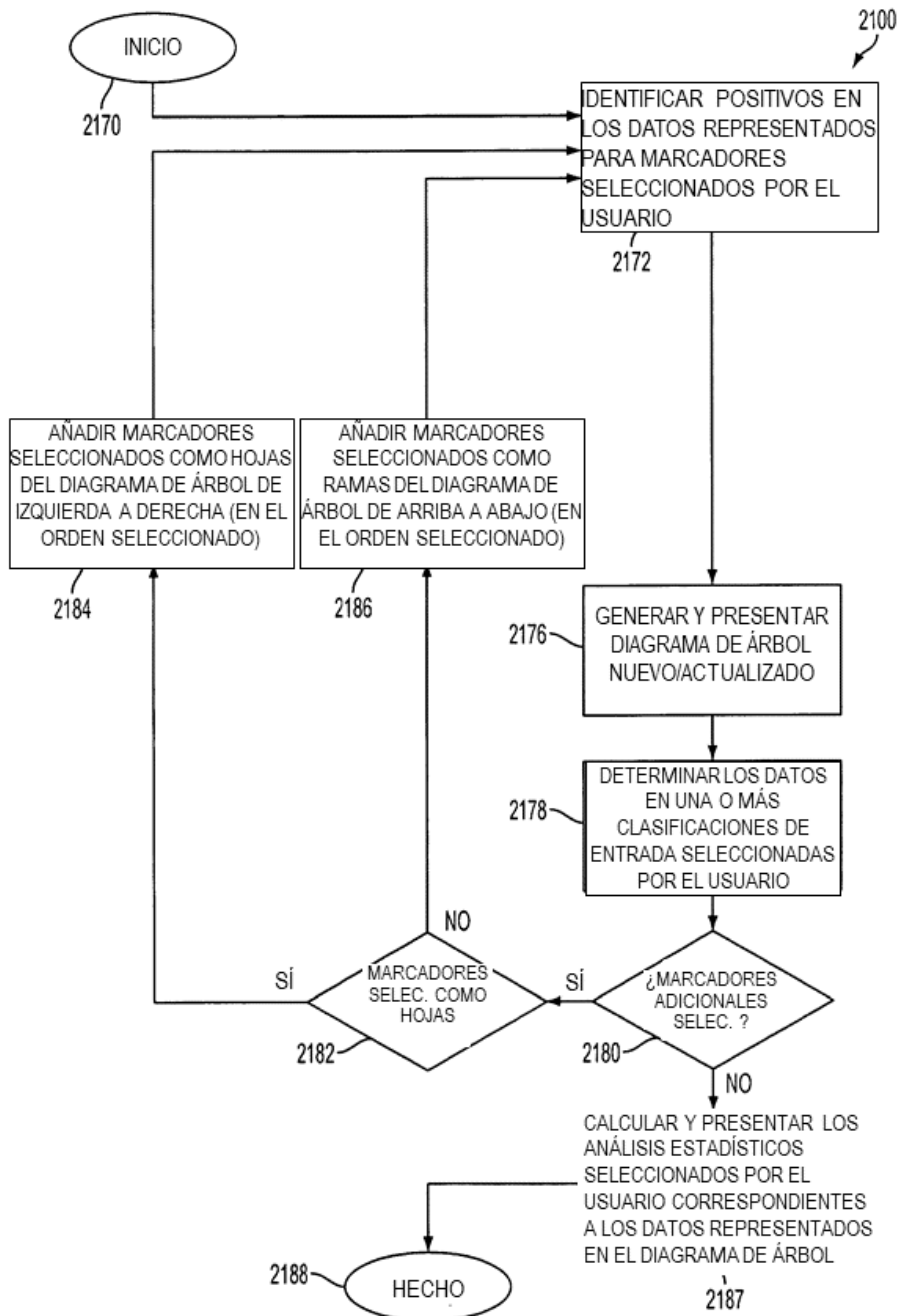 2100
INICIO
2170
IDENTIFICAR POSITIVOS EN
LOS DATOS REPRESENTADOS
PARA MARCADORES
SELECCIONADOS POR EL
USUARIO
2172
AÑADIR MARCADORES
SELECCIONADOS COMO HOJAS
DEL DIAGRAMA DE ÁRBOL DE
IZQUIERDA A DERECHA (EN EL
ORDEN SELECCIONADO)
2184
AÑADIR MARCADORES
SELECCIONADOS COMO
RAMAS DEL DIAGRAMA DE
ÁRBOL DE ARRIBA A ABAJO (EN
EL ORDEN SELECCIONADO)
2186
GENERAR Y PRESENTAR
DIAGRAMA DE ÁRBOL
NUEVO/ACTUALIZADO
2176
DETERMINAR LOS DATOS
EN UNA O MÁS
CLASIFICACIONES DE
ENTRADA SELECCIONADAS
POR EL USUARIO
2178
¿MARCADORES
ADICIONALES
SELEC. ?
2180
SÍ
NO
MARCADORES
SELEC. COMO
HOJAS
2182
SÍ
NO
CALCULAR Y PRESENTAR LOS
ANÁLISIS ESTADÍSTICOS
SELECCIONADOS POR EL
USUARIO CORRESPONDIENTES
A LOS DATOS REPRESENTADOS
EN EL DIAGRAMA DE ÁRBOL
2187
HECHO
2188